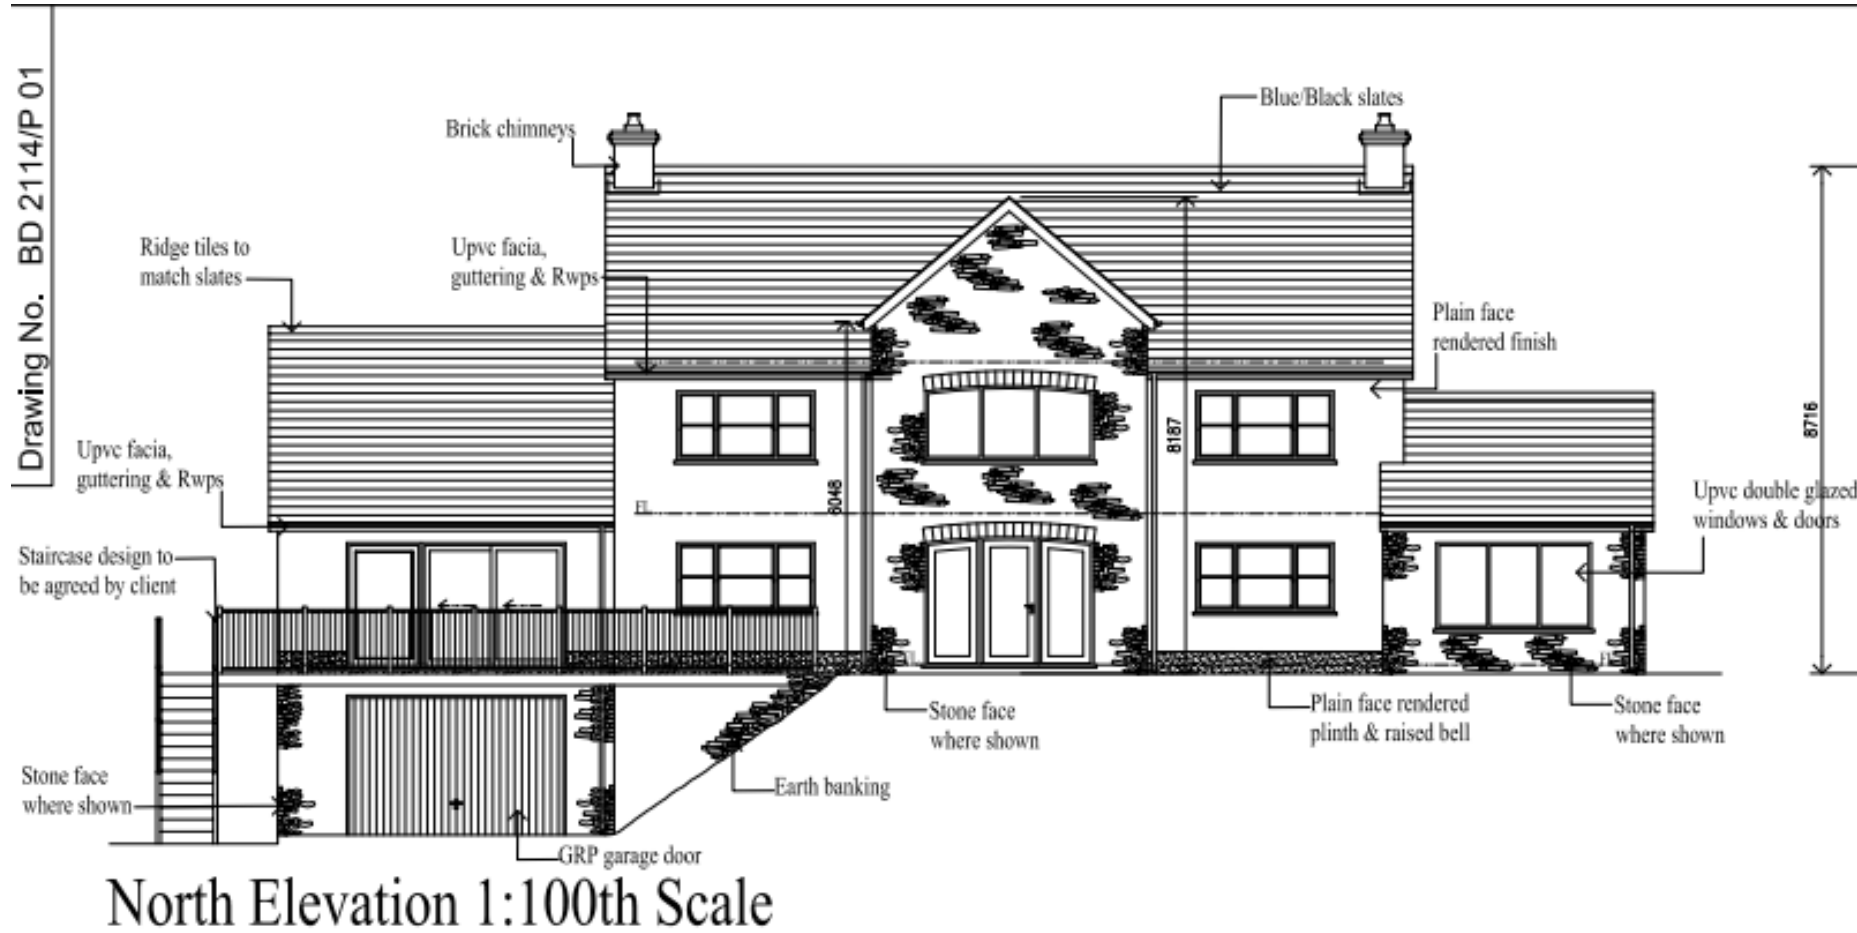 Drawing No. BD 21114/P 01
Blue/Black slates
Brick chimneys
Ridge tiles to
match slates
Upvc facia,
guttering & Rwps
Plain face
rendered finish
8716
8187
6048
Upvc facia,
guttering & Rwps
FL
Upvc double glazed
windows & doors
Staircase design to
be agreed by client
Stone face
where shown
Plain face rendered
plinth & raised bell
Stone face
where shown
Stone face
where shown
Earth banking
GRP garage door
North Elevation 1:100th Scale